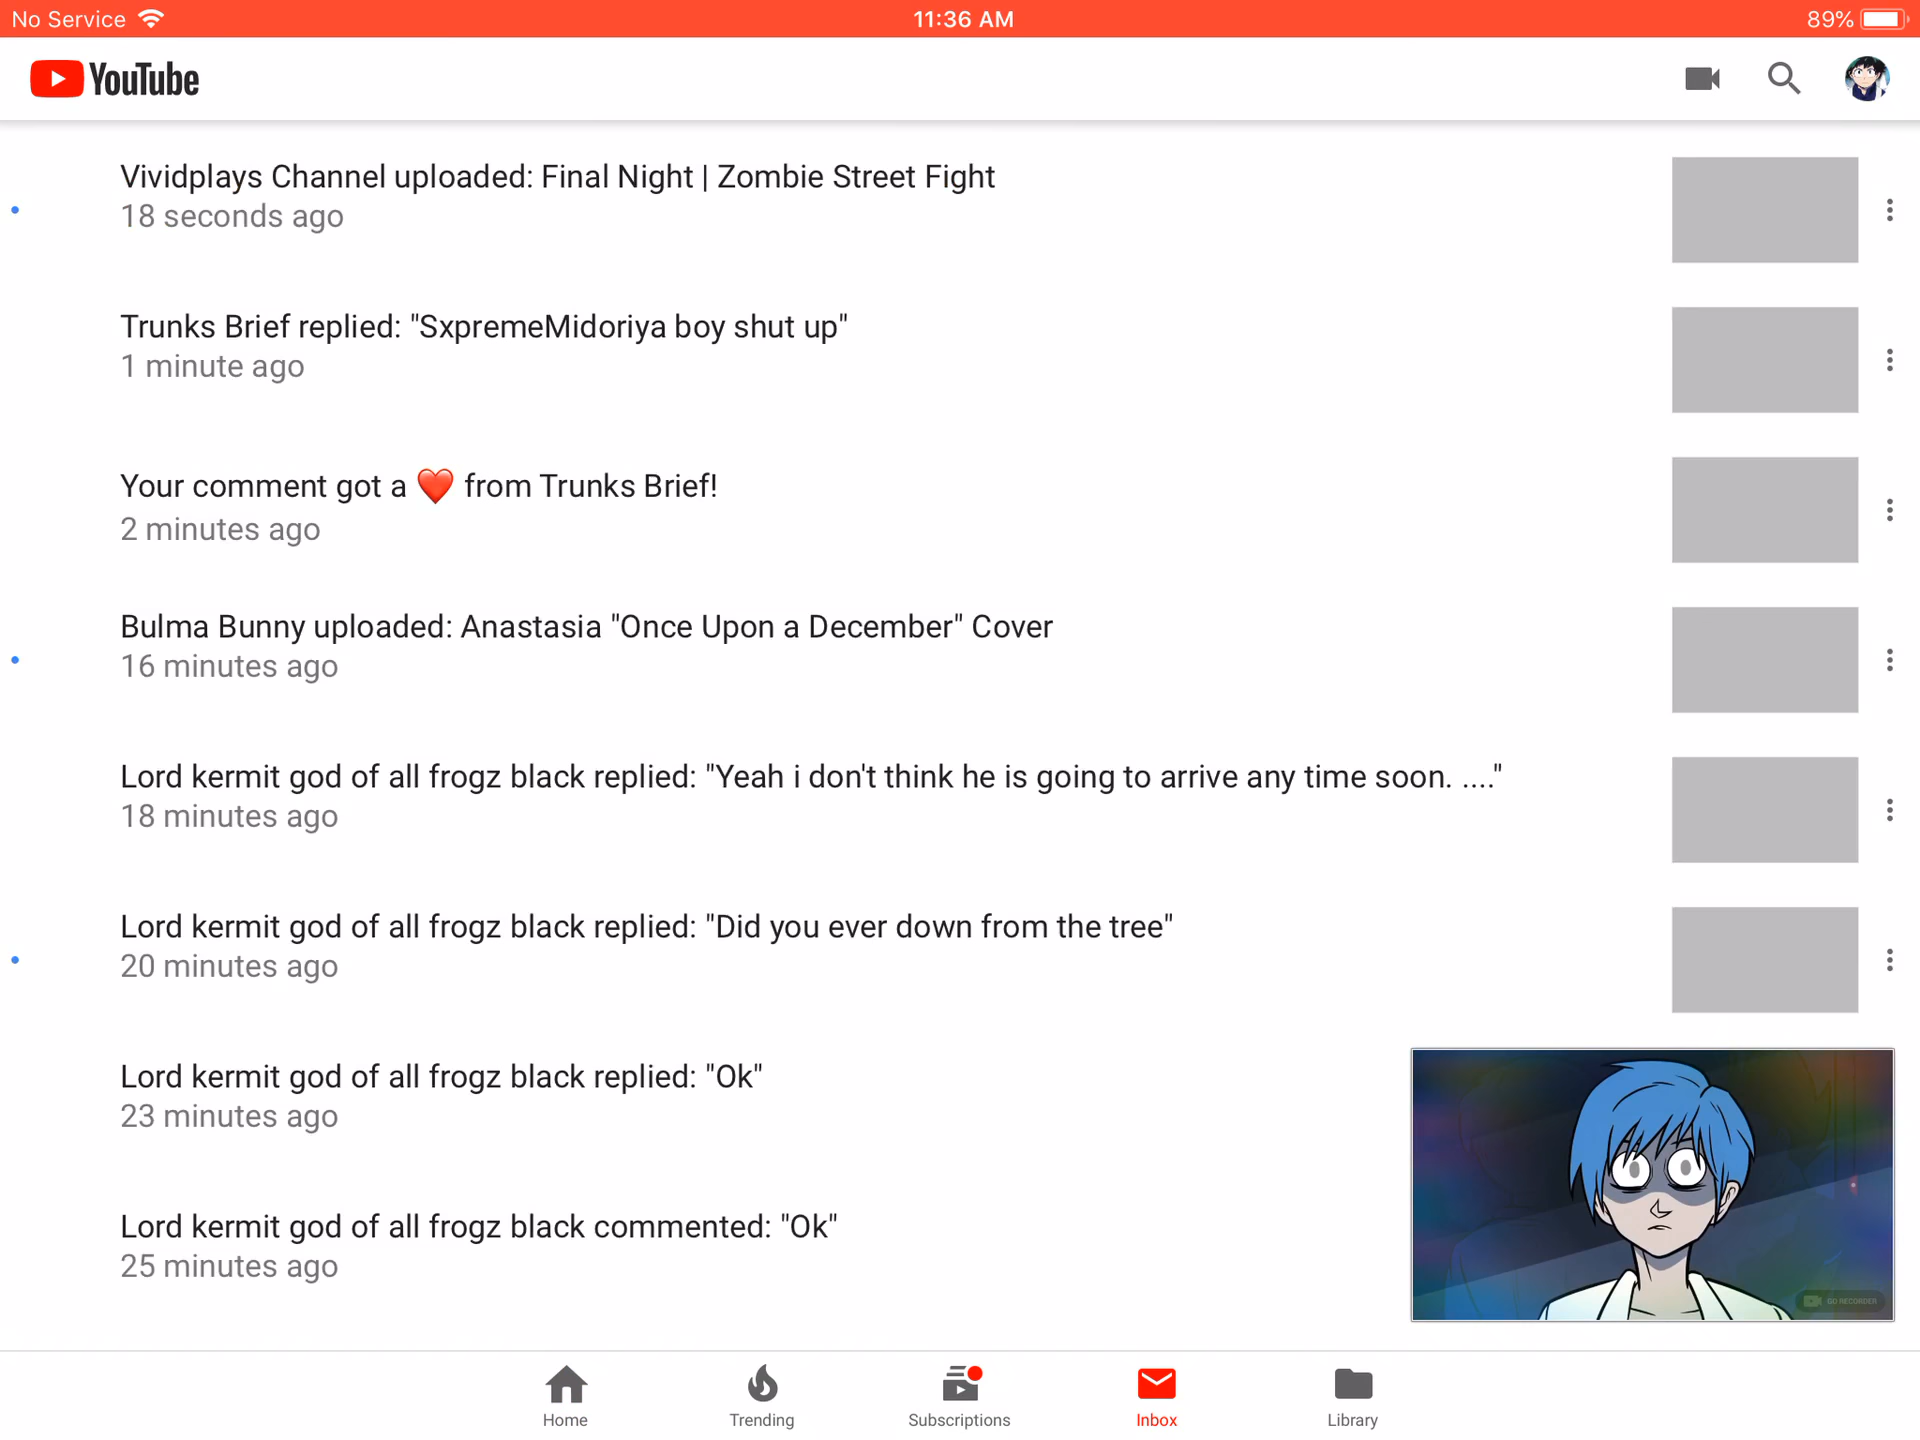 No Service
11:36 AM
89%
YouTube
Vividplays Channel uploaded: Final Night | Zombie Street Fight
18 seconds ago
Trunks Brief replied: "SxpremeMidoriya boy shut up"
1 minute ago
Your comment got a ❤️ from Trunks Brief!
2 minutes ago
Bulma Bunny uploaded: Anastasia "Once Upon a December" Cover
16 minutes ago
Lord kermit god of all frogz black replied: "Yeah i don't think he is going to arrive any time soon. ...."
18 minutes ago
Lord kermit god of all frogz black replied: "Did you ever down from the tree"
20 minutes ago
Lord kermit god of all frogz black replied: "Ok"
23 minutes ago
Lord kermit god of all frogz black commented: "Ok"
25 minutes ago
GO RECORDER
Home
Trending
Subscriptions
Inbox
Library